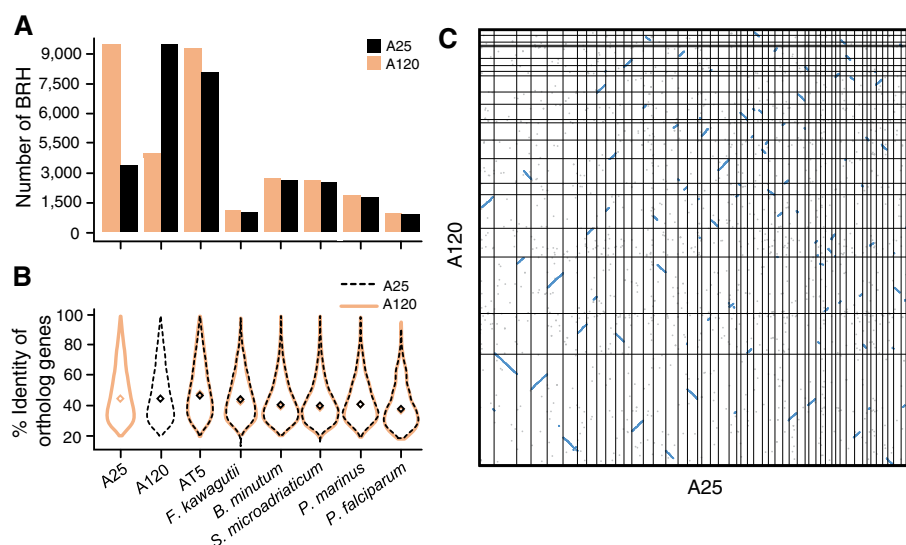 A
Number of BRH
9,000
7,500
6,000
5,500
3,000
1,500
0
A25
A120
B
% Identity of
ortholog genes
100
80
60
40
20
A25
A120
A25
A120
AT5
F. kawagutii
B. minutum
S. microadriaticum
P. marinus
P. falciparum
C
A120
A25